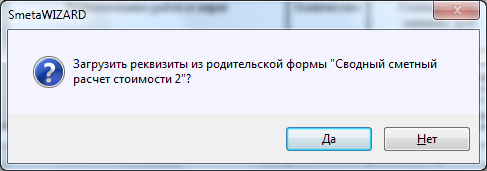 SmetaWIZARD
Загрузить реквизиты из родительской формы "Сводный сметный
расчет стоимости 2"?
Да
Нет